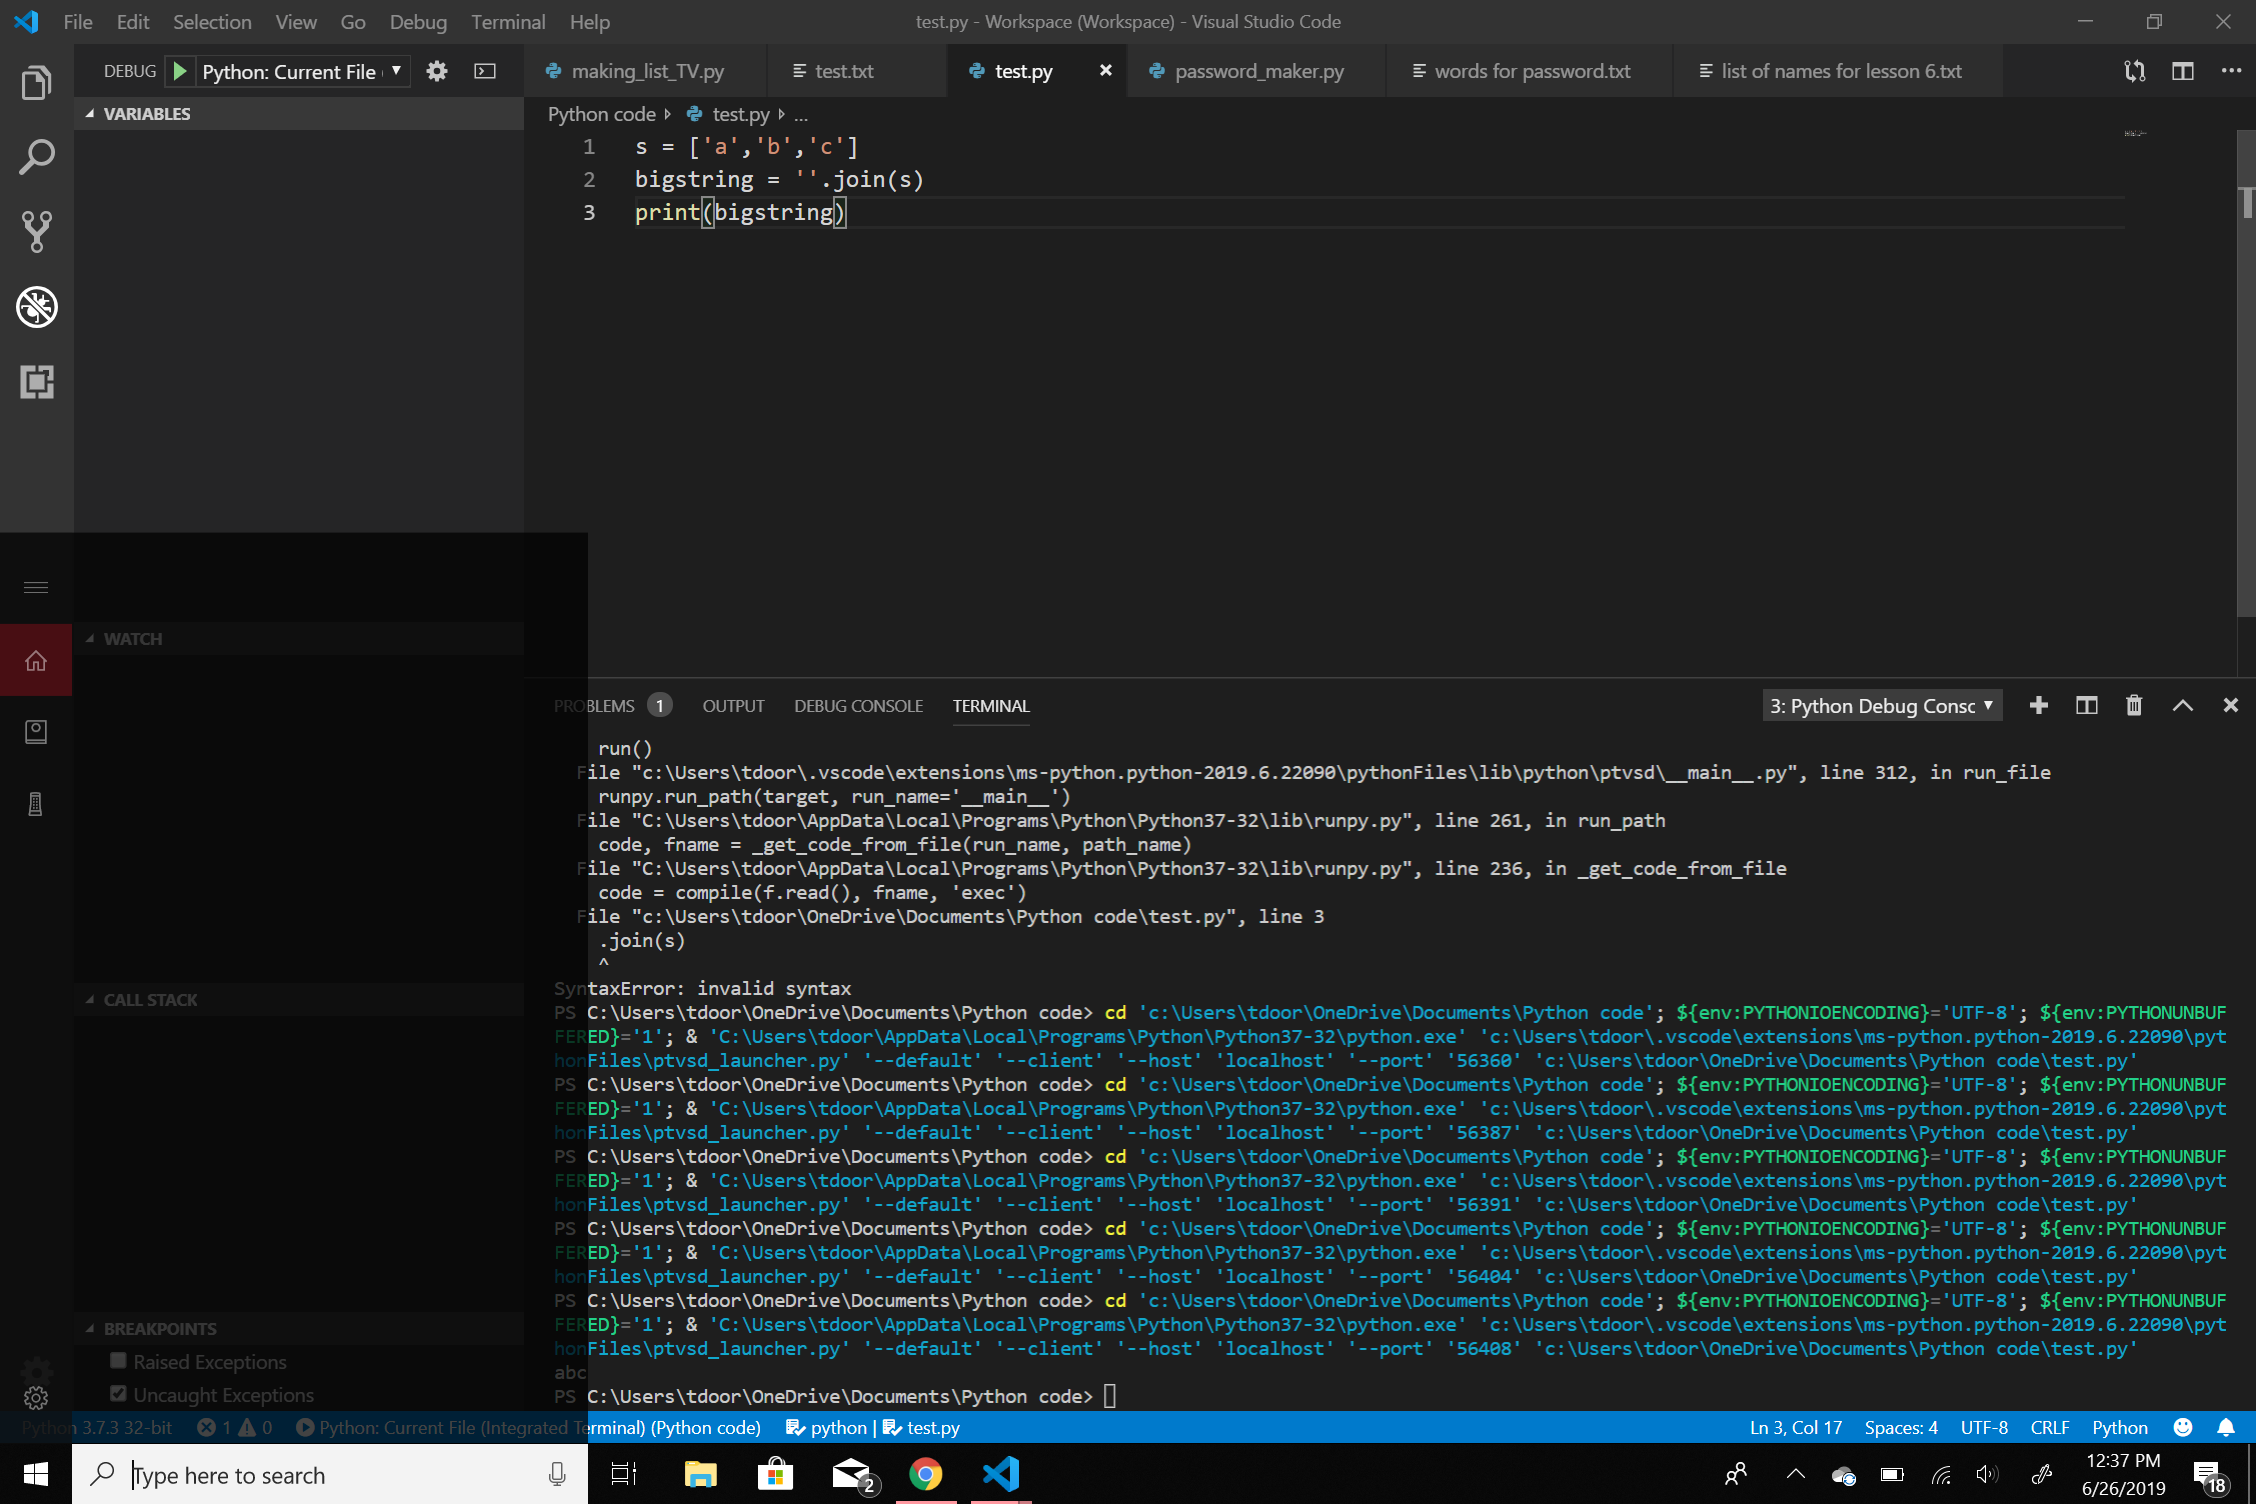 File Edit Selection View Go Debug Terminal Help
test.py - Workspace (Workspace) - Visual Studio Code
DEBUG Python: Current File
making_list_TV.py test.txt test.py password_maker.py words for password.txt list of names for lesson 6.txt
VARIABLES
Python code test.py ...
1 s = ['a','b','c']
2 bigstring = ''.join(s)
3 print(bigstring)
WATCH
CALL STACK
BREAKPOINTS
Raised Exceptions
Uncaught Exceptions
PROBLEMS 1 OUTPUT DEBUG CONSOLE TERMINAL
3: Python Debug Consc
run()
File "c:\Users\tdoor\.vscode\extensions\ms-python.python-2019.6.22090\pythonFiles\lib\python\ptvsd\__main__.py", line 312, in run_file
runpy.run_path(target, run_name='__main__')
File "C:\Users\tdoor\AppData\Local\Programs\Python\Python37-32\lib\runpy.py", line 261, in run_path
code, fname = _get_code_from_file(run_name, path_name)
File "C:\Users\tdoor\AppData\Local\Programs\Python\Python37-32\lib\runpy.py", line 236, in _get_code_from_file
code = compile(f.read(), fname, 'exec')
File "c:\Users\tdoor\OneDrive\Documents\Python code\test.py", line 3
.join(s)
^
SyntaxError: invalid syntax
PS C:\Users\tdoor\OneDrive\Documents\Python code> cd 'c:\Users\tdoor\OneDrive\Documents\Python code'; ${env:PYTHONIOENCODING}='UTF-8'; ${env:PYTHONUNBUF
FERED}='1'; & 'C:\Users\tdoor\AppData\Local\Programs\Python\Python37-32\python.exe' 'c:\Users\tdoor\.vscode\extensions\ms-python.python-2019.6.22090\pyt
honFiles\ptvsd_launcher.py' '--default' '--client' '--host' 'localhost' '--port' '56360' 'c:\Users\tdoor\OneDrive\Documents\Python code\test.py'
PS C:\Users\tdoor\OneDrive\Documents\Python code> cd 'c:\Users\tdoor\OneDrive\Documents\Python code'; ${env:PYTHONIOENCODING}='UTF-8'; ${env:PYTHONUNBUF
FERED}='1'; & 'C:\Users\tdoor\AppData\Local\Programs\Python\Python37-32\python.exe' 'c:\Users\tdoor\.vscode\extensions\ms-python.python-2019.6.22090\pyt
honFiles\ptvsd_launcher.py' '--default' '--client' '--host' 'localhost' '--port' '56387' 'c:\Users\tdoor\OneDrive\Documents\Python code\test.py'
PS C:\Users\tdoor\OneDrive\Documents\Python code> cd 'c:\Users\tdoor\OneDrive\Documents\Python code'; ${env:PYTHONIOENCODING}='UTF-8'; ${env:PYTHONUNBUF
FERED}='1'; & 'C:\Users\tdoor\AppData\Local\Programs\Python\Python37-32\python.exe' 'c:\Users\tdoor\.vscode\extensions\ms-python.python-2019.6.22090\pyt
honFiles\ptvsd_launcher.py' '--default' '--client' '--host' 'localhost' '--port' '56391' 'c:\Users\tdoor\OneDrive\Documents\Python code\test.py'
PS C:\Users\tdoor\OneDrive\Documents\Python code> cd 'c:\Users\tdoor\OneDrive\Documents\Python code'; ${env:PYTHONIOENCODING}='UTF-8'; ${env:PYTHONUNBUF
FERED}='1'; & 'C:\Users\tdoor\AppData\Local\Programs\Python\Python37-32\python.exe' 'c:\Users\tdoor\.vscode\extensions\ms-python.python-2019.6.22090\pyt
honFiles\ptvsd_launcher.py' '--default' '--client' '--host' 'localhost' '--port' '56404' 'c:\Users\tdoor\OneDrive\Documents\Python code\test.py'
PS C:\Users\tdoor\OneDrive\Documents\Python code> cd 'c:\Users\tdoor\OneDrive\Documents\Python code'; ${env:PYTHONIOENCODING}='UTF-8'; ${env:PYTHONUNBUF
FERED}='1'; & 'C:\Users\tdoor\AppData\Local\Programs\Python\Python37-32\python.exe' 'c:\Users\tdoor\.vscode\extensions\ms-python.python-2019.6.22090\pyt
honFiles\ptvsd_launcher.py' '--default' '--client' '--host' 'localhost' '--port' '56408' 'c:\Users\tdoor\OneDrive\Documents\Python code\test.py'
abc
PS C:\Users\tdoor\OneDrive\Documents\Python code>
Python 3.7.3 32-bit 1 0 Python: Current File (Integrated Terminal) (Python code) python | test.py Ln 3, Col 17 Spaces: 4 UTF-8 CRLF Python
Type here to search 2 12:37 PM
6/26/2019 18